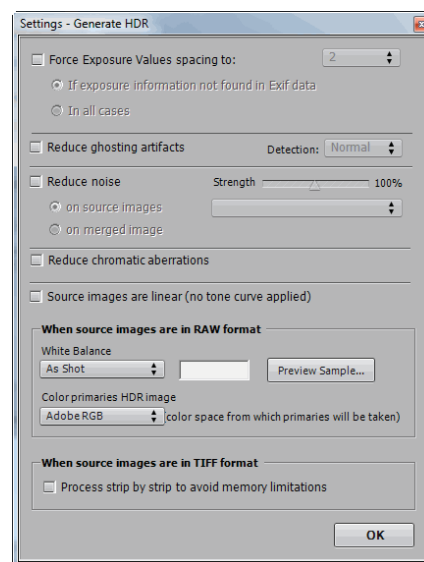 Settings - Generate HDR
Force Exposure Values spacing to: 2
If exposure information not found in Exif data
In all cases
Reduce ghosting artifacts Detection: Normal
Reduce noise Strength 100%
on source images
on merged image
Reduce chromatic aberrations
Source images are linear (no tone curve applied)
When source images are in RAW format
White Balance
As Shot Preview Sample...
Color primaries HDR image
Adobe RGB color space from which primaries will be taken)
When source images are in TIFF format
Process strip by strip to avoid memory limitations
OK